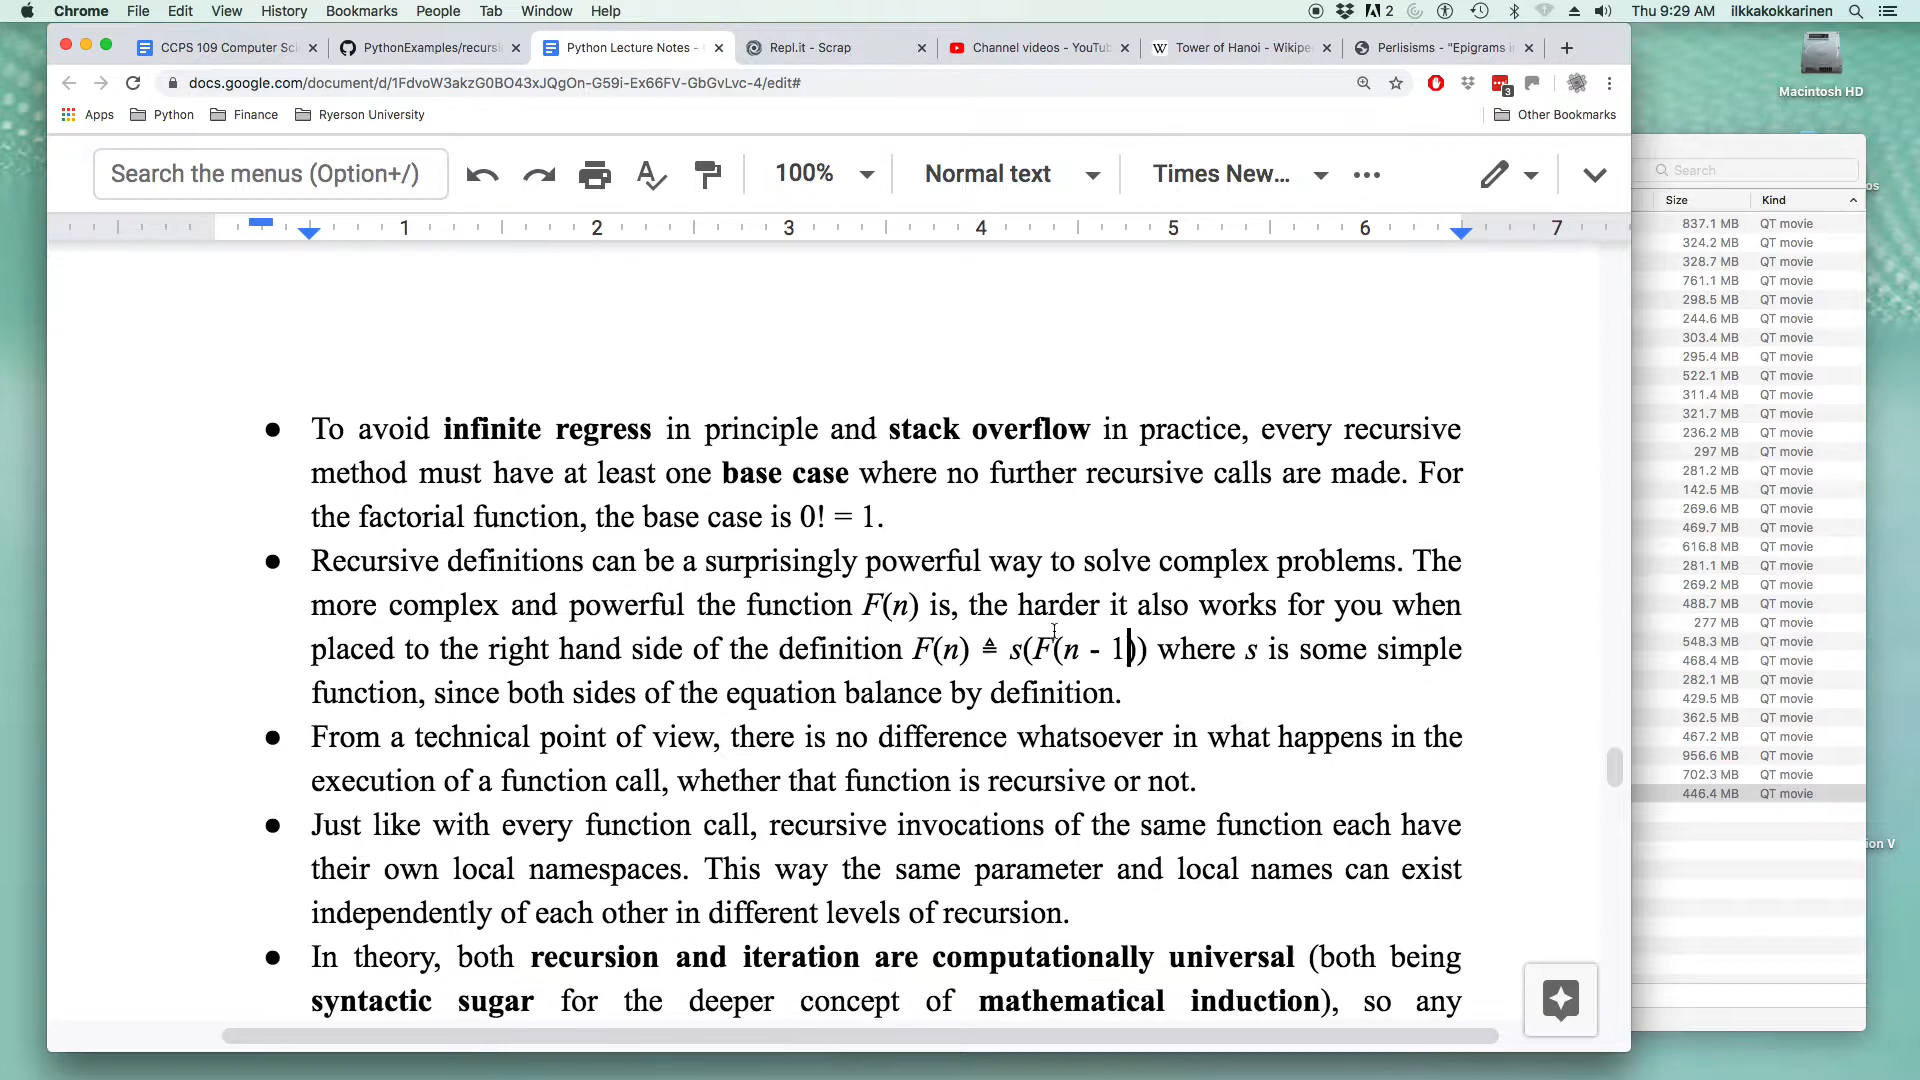 Chrome File Edit View History Bookmarks People Tab Window Help
2 Thu 9:29 AM ilkkakokkarinen
CCPS 109 Computer Sci
PythonExamples/recursi
Python Lecture Notes -
Repl.it - Scrap
Channel videos - YouTu
Tower of Hanoi - Wikipe
Perlisisms - "Epigrams in
docs.google.com/document/d/1FdvoW3akzG0BO43xJQgOn-G59i-Ex66FV-GbGvLvc-4/edit#
3
Apps Python Finance Ryerson University Other Bookmarks
Macintosh HD
Search the menus (Option+/) 100% Normal text Times New...
1 2 3 4 5 6 7
To avoid infinite regress in principle and stack overflow in practice, every recursive
method must have at least one base case where no further recursive calls are made. For
the factorial function, the base case is 0! = 1.
Recursive definitions can be a surprisingly powerful way to solve complex problems. The
more complex and powerful the function F(n) is, the harder it also works for you when
placed to the right hand side of the definition F(n) ≜ s(F(n - 1)) where s is some simple
function, since both sides of the equation balance by definition.
From a technical point of view, there is no difference whatsoever in what happens in the
execution of a function call, whether that function is recursive or not.
Just like with every function call, recursive invocations of the same function each have
their own local namespaces. This way the same parameter and local names can exist
independently of each other in different levels of recursion.
In theory, both recursion and iteration are computationally universal (both being
syntactic sugar for the deeper concept of mathematical induction), so any
Search
os
Size Kind
837.1 MB QT movie
324.2 MB QT movie
328.7 MB QT movie
761.1 MB QT movie
298.5 MB QT movie
244.6 MB QT movie
303.4 MB QT movie
295.4 MB QT movie
522.1 MB QT movie
311.4 MB QT movie
321.7 MB QT movie
236.2 MB QT movie
297 MB QT movie
281.2 MB QT movie
142.5 MB QT movie
269.6 MB QT movie
469.7 MB QT movie
616.8 MB QT movie
281.1 MB QT movie
269.2 MB QT movie
488.7 MB QT movie
277 MB QT movie
548.3 MB QT movie
468.4 MB QT movie
282.1 MB QT movie
429.5 MB QT movie
362.5 MB QT movie
467.2 MB QT movie
956.6 MB QT movie
702.3 MB QT movie
446.4 MB QT movie
ion V